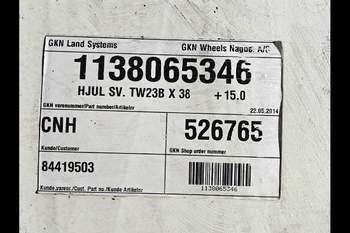 GKN Land Systems GKN Wheels Nagbøl A/S
1138065346
HJUL SV. TW23B X 38 +15.0
GKN varenummer/Part number/Artikelnr 22.05.2014
CNH 526765
Kunde/Customer GKN Shop order number
84419503
1138065346
Kunde varenr./Cust. Part no./Kunde Artikelnr